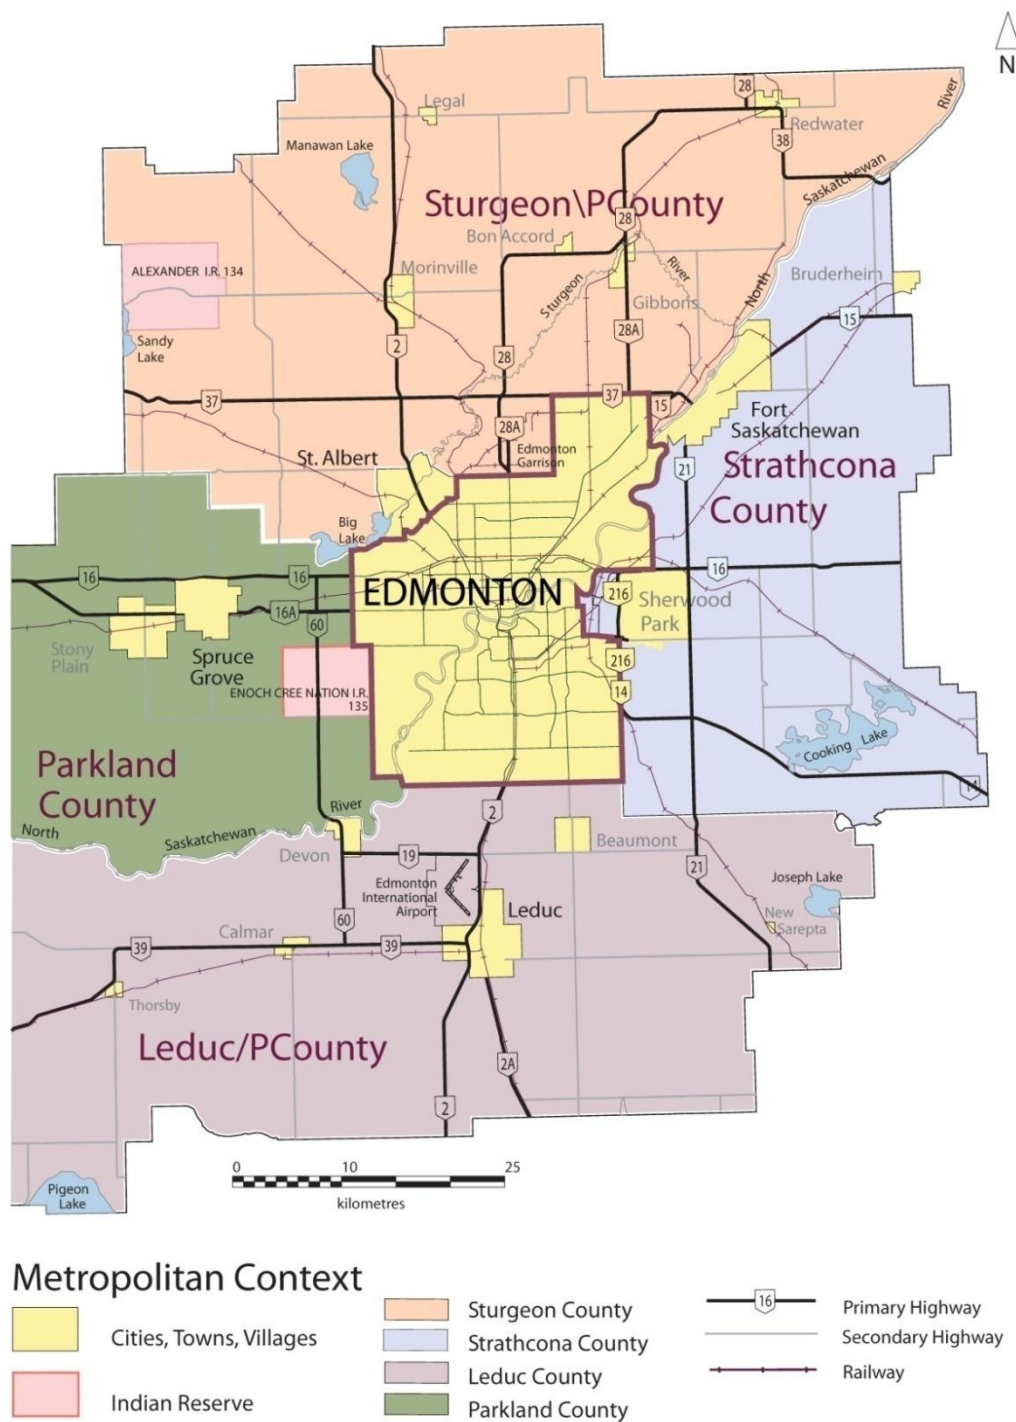 N
28
Legal
Redwater
River
38
Manawan Lake
Saskatchewan
Sturgeon\PCounty
28
Bon Accord
ALEXANDER I.R. 134
Morinville
River
North
Bruderheim
Sturgeon
Gibbons
15
Sandy
Lake
2
28
28A
37
37
15
28A
Fort
Saskatchewan
Edmonton
Garrison
St. Albert
21
Strathcona
County
Big
Lake
16
16
16
EDMONTON
216
Sherwood
Park
16A
60
Stony
Plain
Spruce
Grove
216
ENOCH CREE NATION I.R.
135
14
Cooking Lake
Parkland
County
14
River
North
Saskatchewan
2
Devon
19
Beaumont
21
Edmonton
International
Airport
Joseph Lake
Leduc
60
New
Sarepta
Calmar
39
39
Thorsby
Leduc/PCounty
2A
2
0 10 25
kilometres
Pigeon
Lake
Metropolitan Context
Cities, Towns, Villages
Indian Reserve
Sturgeon County
Strathcona County
Leduc County
Parkland County
16
Primary Highway
Secondary Highway
Railway